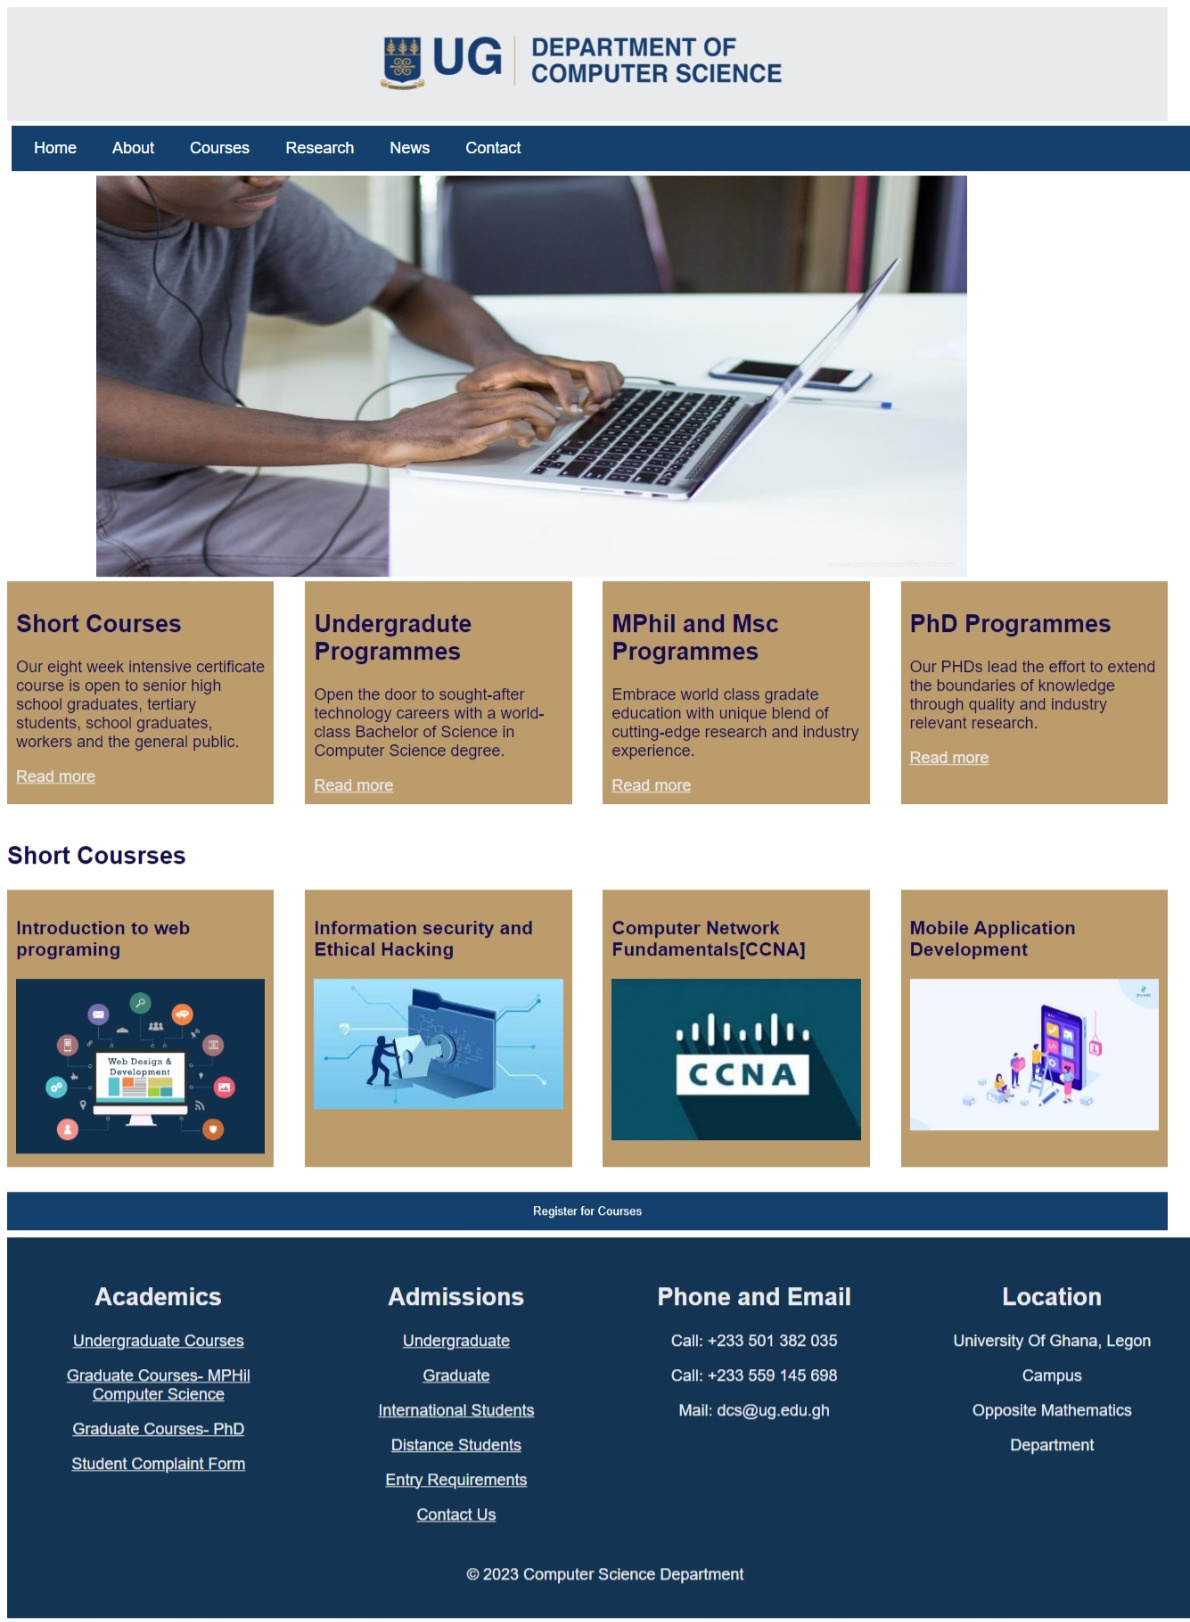 UG
DEPARTMENT OF
COMPUTER SCIENCE
Home About Courses Research News Contact
Short Courses
Our eight week intensive certificate
course is open to senior high
school graduates, tertiary
students, school graduates,
workers and the general public.
Read more
Undergradute
Programmes
Open the door to sought-after
technology careers with a world-
class Bachelor of Science in
Computer Science degree.
Read more
MPhil and Msc
Programmes
Embrace world class gradate
education with unique blend of
cutting-edge research and industry
experience.
Read more
PhD Programmes
Our PHDs lead the effort to extend
the boundaries of knowledge
through quality and industry
relevant research.
Read more
Short Cousrses
Introduction to web
programing
Web Design &
Development
Information security and
Ethical Hacking
Computer Network
Fundamentals[CCNA]
CCNA
Mobile Application
Development
Register for Courses
Academics
Undergraduate Courses
Graduate Courses- MPHil
Computer Science
Graduate Courses- PhD
Student Complaint Form
Admissions
Undergraduate
Graduate
International Students
Distance Students
Entry Requirements
Contact Us
Phone and Email
Call: +233 501 382 035
Call: +233 559 145 698
Mail: dcs@ug.edu.gh
Location
University Of Ghana, Legon
Campus
Opposite Mathematics
Department
© 2023 Computer Science Department